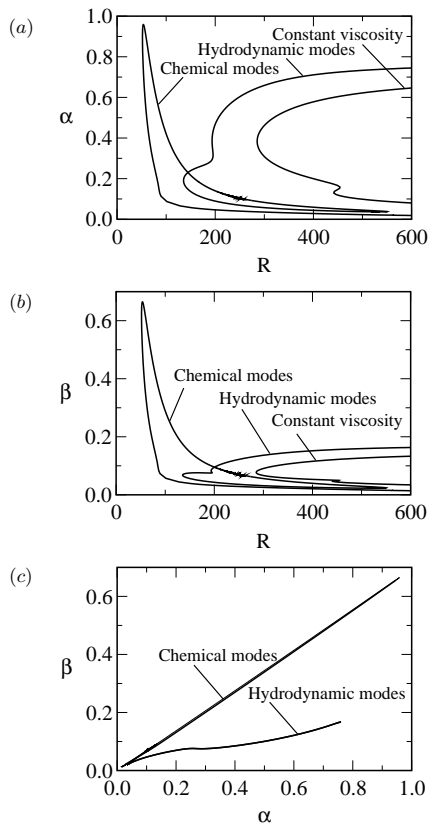 (a)
1.0
Constant viscosity
Hydrodynamic modes
0.8
Chemical modes
α 0.6
0.4
0.2
0.0
0 200 400 600
R
(b)
0.6
β 0.4
Chemical modes
Hydrodynamic modes
0.2
Constant viscosity
0.0
0 200 400 600
R
(c)
0.6
β 0.4
Chemical modes
0.2
Hydrodynamic modes
0.0
0.0 0.2 0.4 0.6 0.8 1.0
α